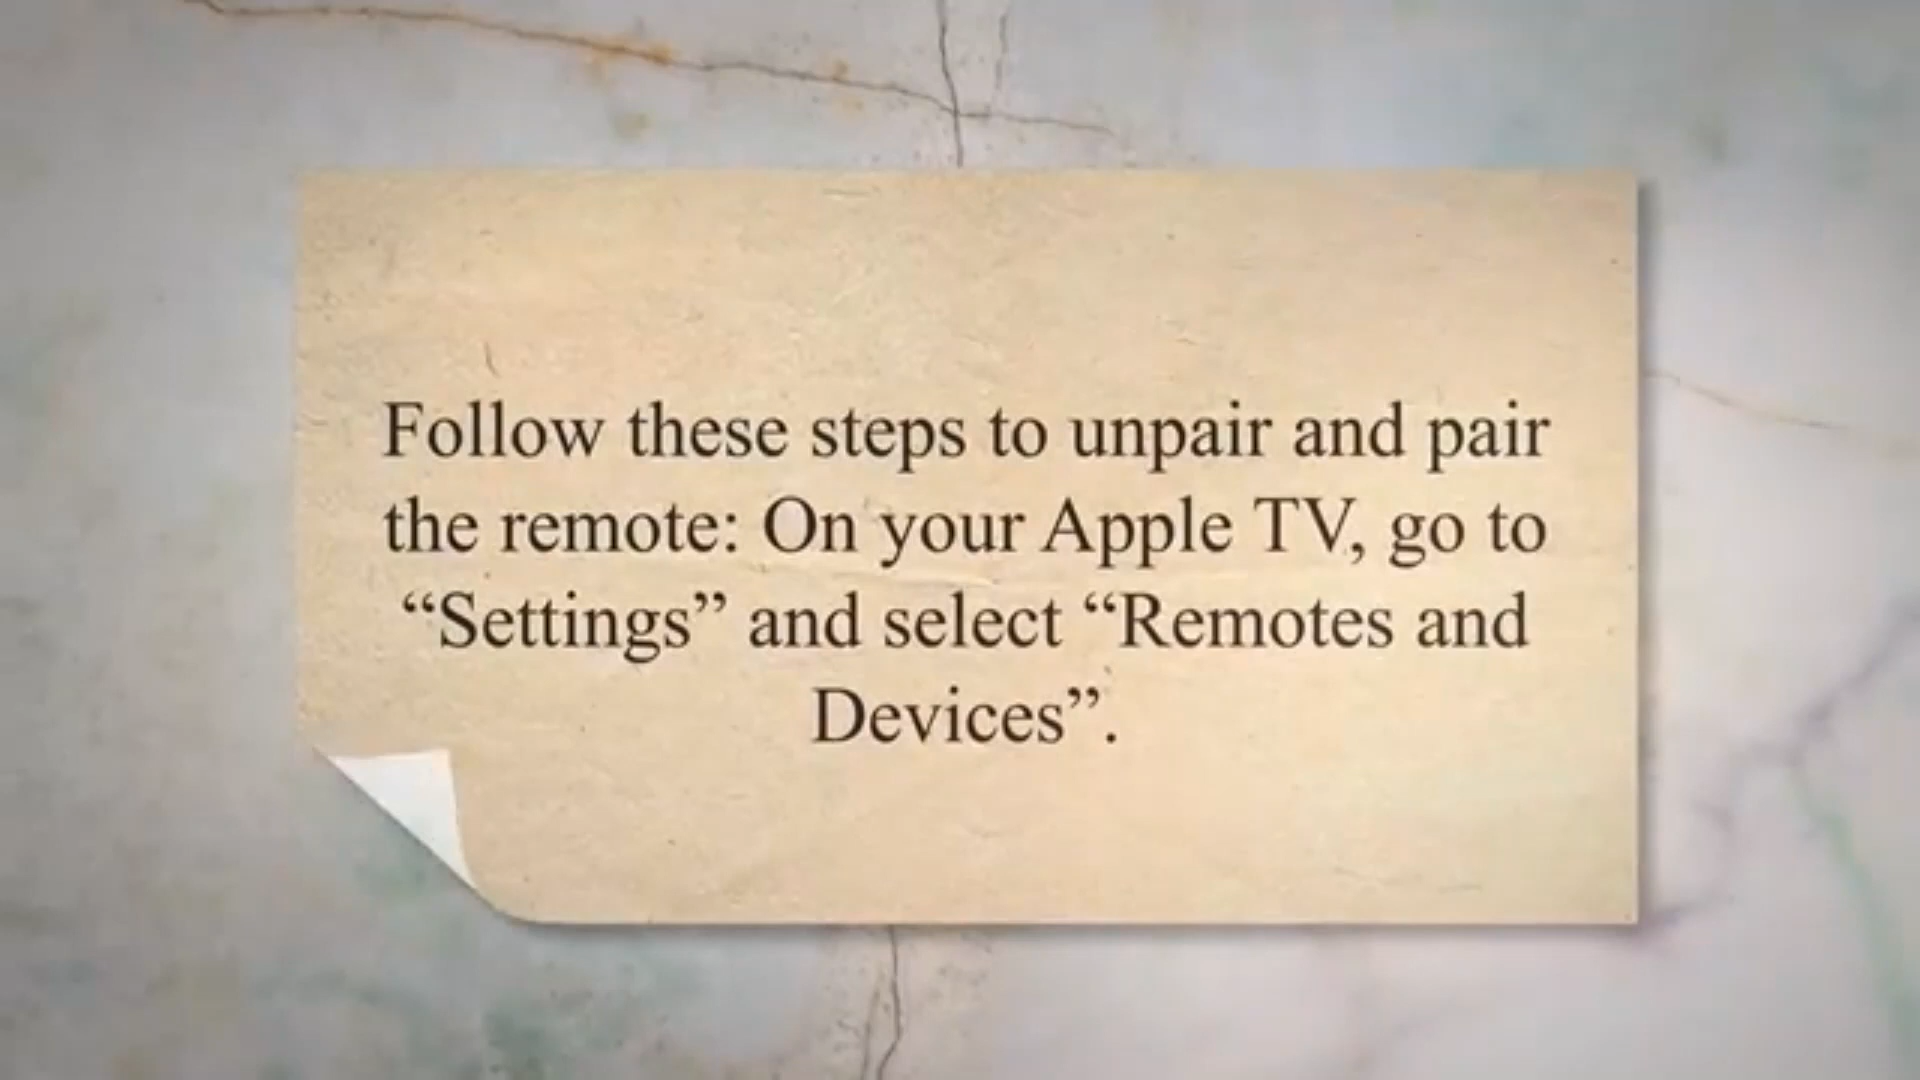 Follow these steps to unpair and pair
the remote: On your Apple TV, go to
“Settings” and select “Remotes and
Devices”.